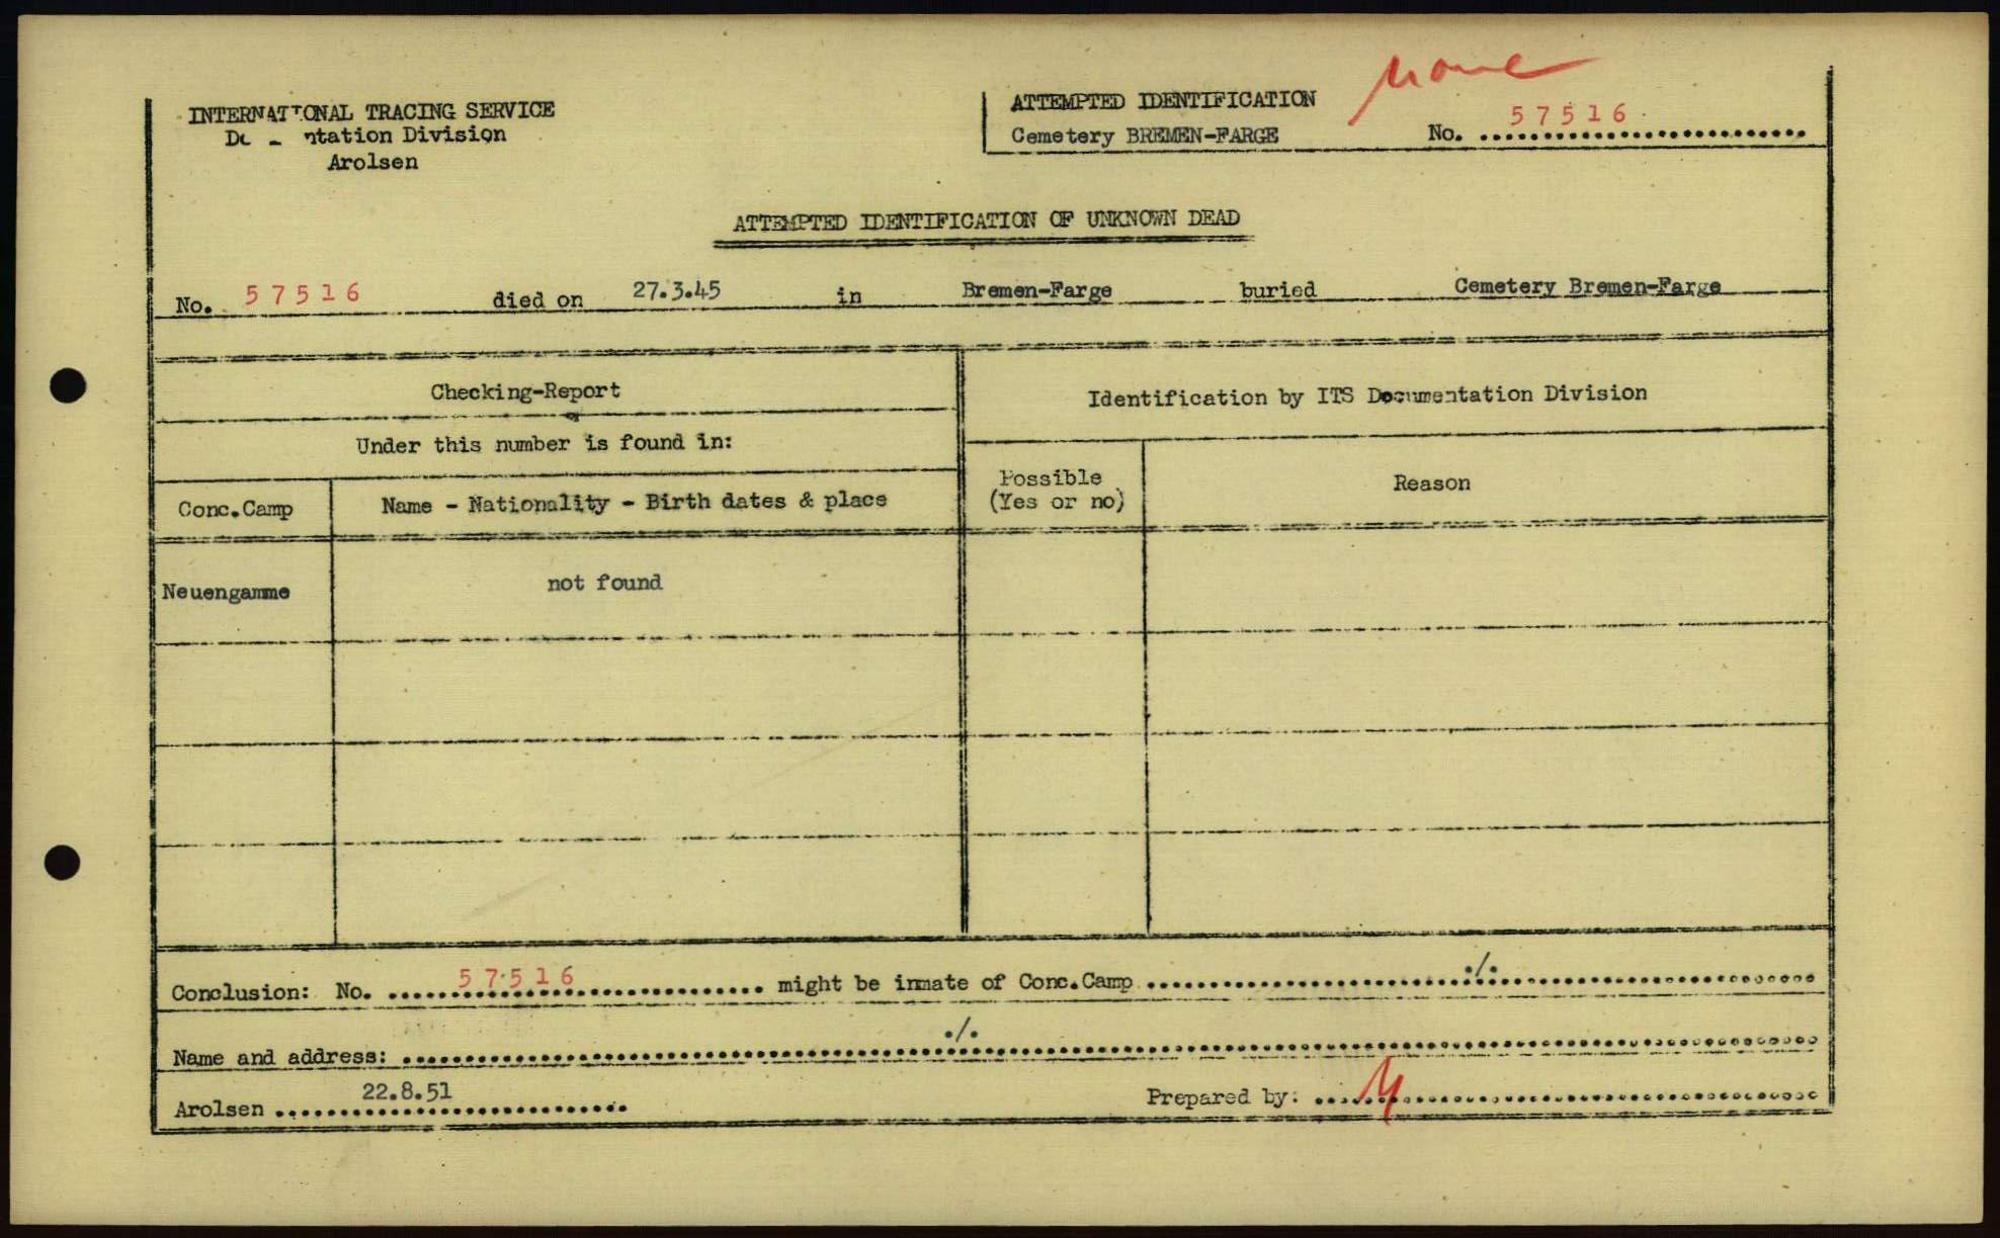 none
INTERNATIONAL TRACING SERVICE
Arolsen
ntation Division
ATTEMPTED IDENTIFICATION
Cemetery BREMEN-FARGE No. 57516
ATTEMPTED IDENTIFICATION OF UNKNOWN DEAD
No. 57516 died on 27.3.45 in Bremen-Farge buried Cemetery Bremen-Farge
Checking-Report
Under this number is found in:
Conc.Camp
Name - Nationality - Birth dates & place
Identification by ITS Documentation Division
Possible
(Yes or no)
Reason
Neuengamme not found
Conclusion: No. 57516 might be inmate of Conc.Camp ./.
Name and address: ./.
Arolsen 22.8.51 Prepared by: